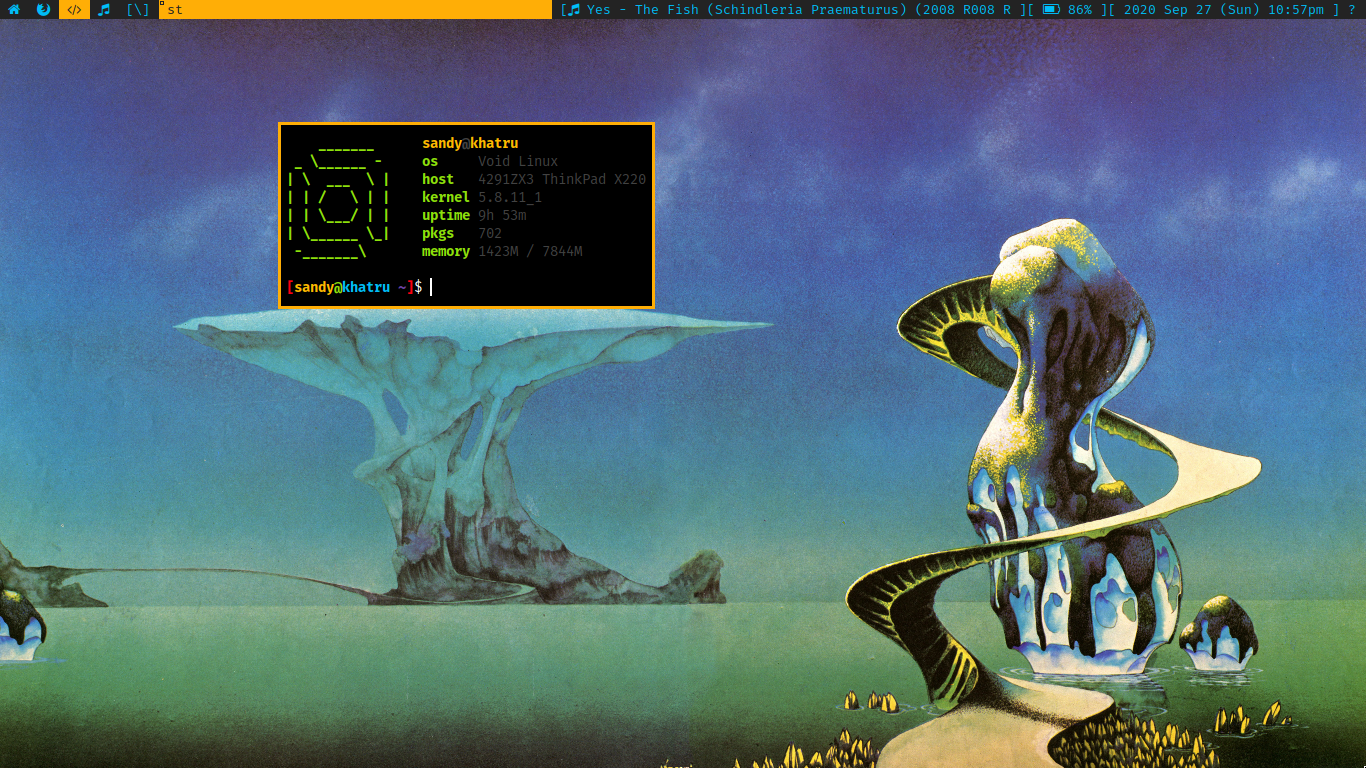 [\] st [ Yes - The Fish (Schindleria Praematurus) (2008 R008 R ][ 86% ][ 2020 Sep 27 (Sun) 10:57pm ] ?
sandy@khatru
os Void Linux
host 4291ZX3 ThinkPad X220
kernel 5.8.11_1
uptime 9h 53m
pkgs 702
memory 1423M / 7844M
[sandy@khatru ~]$